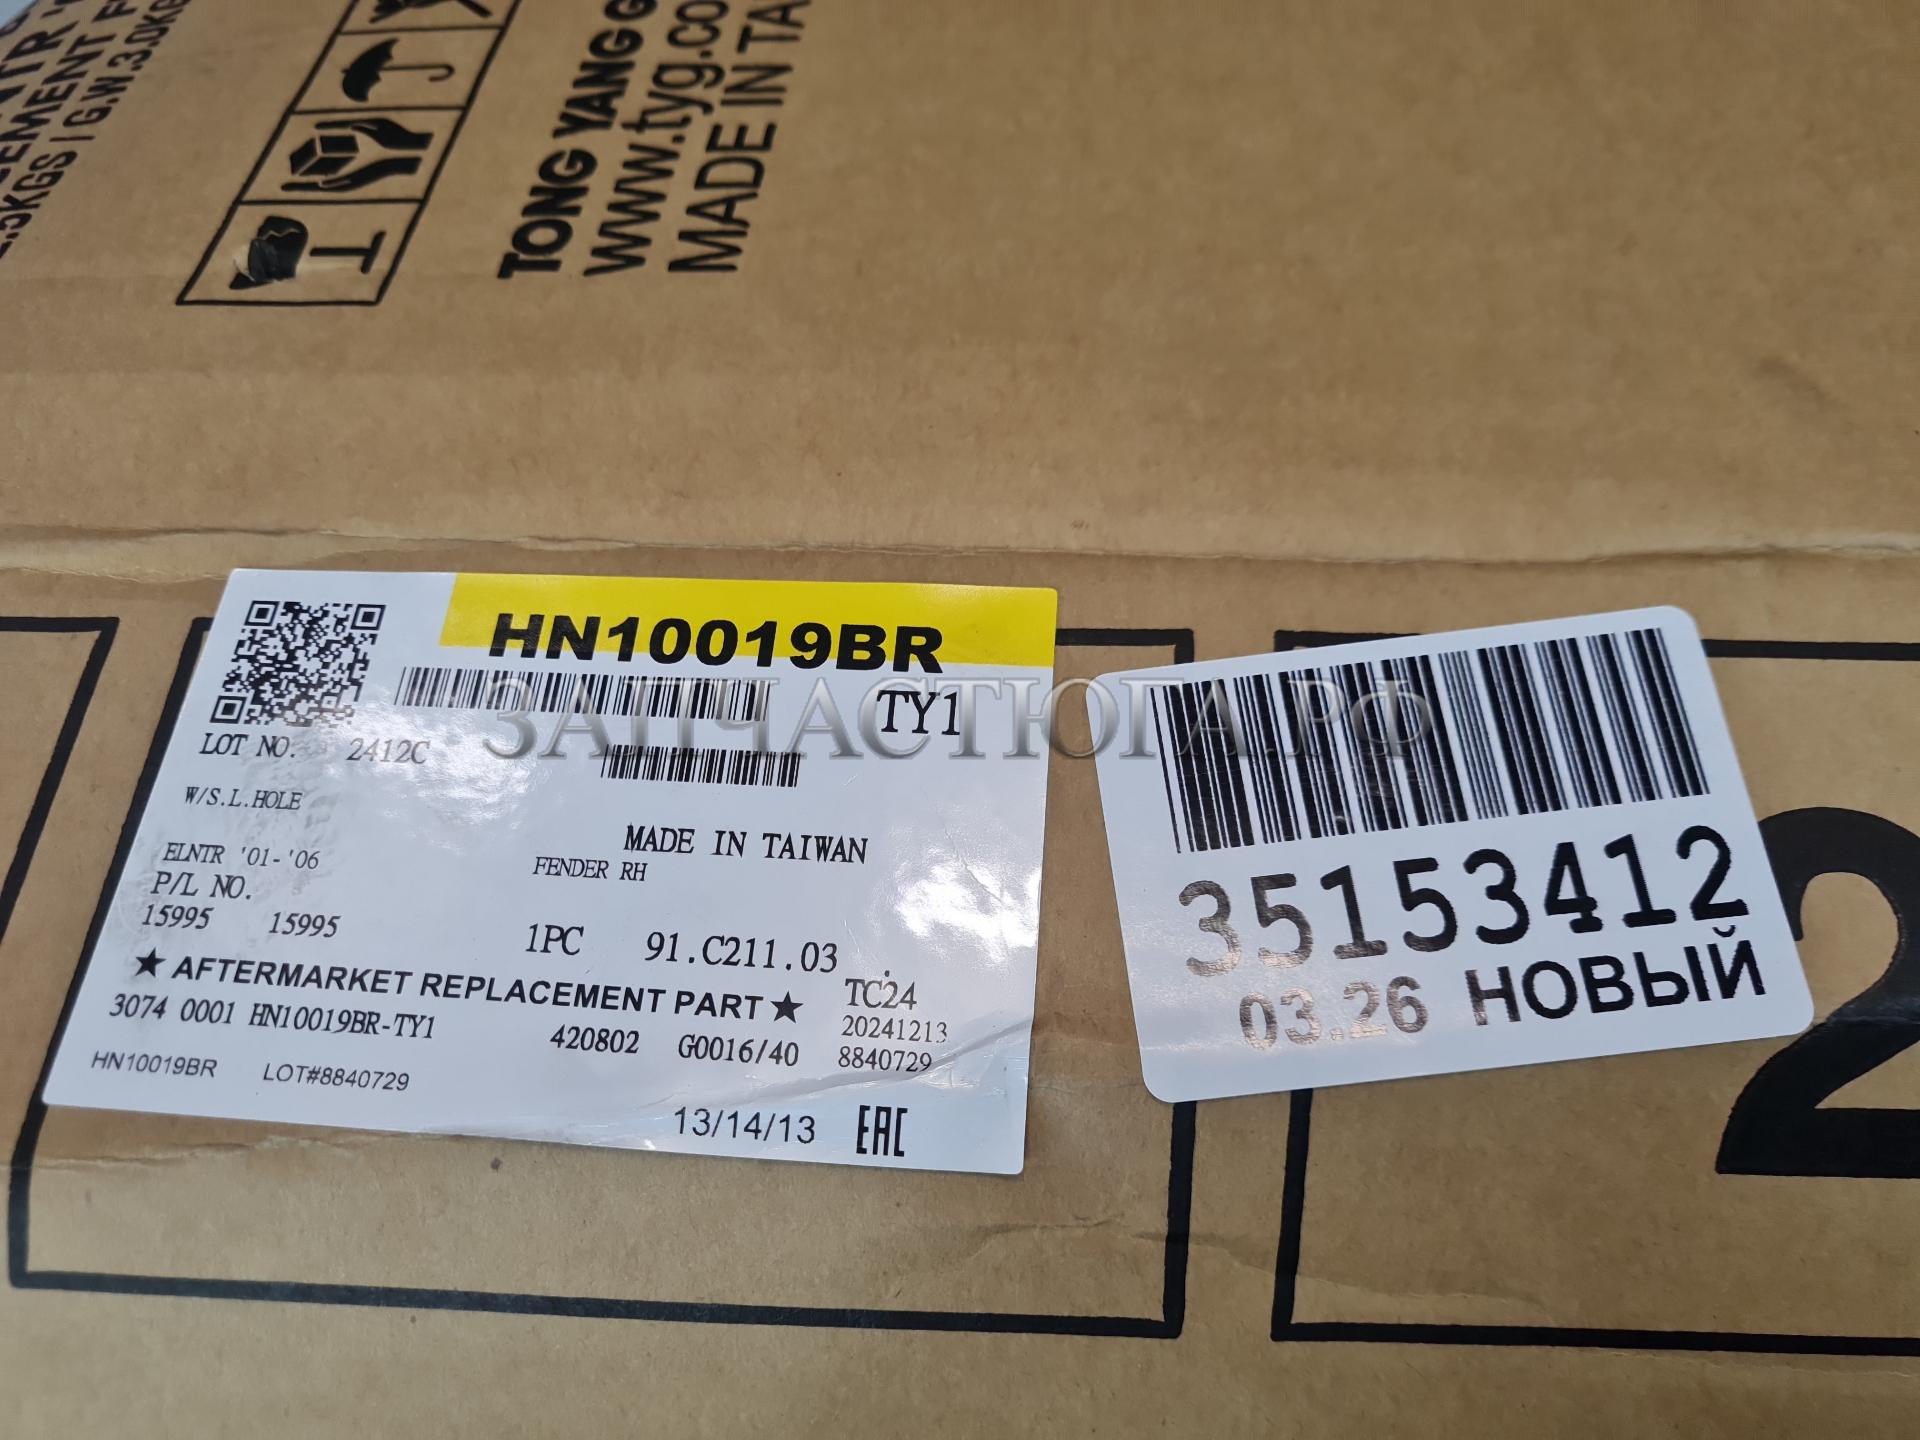 TONG YANG G
www.tyg.co
MADE IN TA
HN10019BR
TY1
LOT NO. 2412C
W/S.L.HOLE
MADE IN TAIWAN
ELNTR '01-'06
FENDER RH
P/L NO.
15995 15995
1PC 91.C211.03
★ AFTERMARKET REPLACEMENT PART ★
TC24
3074 0001 HN10019BR-TY1
420802 G0016/40
20241213
8840729
HN10019BR LOT#8840729
13/14/13 EAC
35153412
03.26 НОВЫЙ
2
ЗАПЧАСТЮГА.РФ